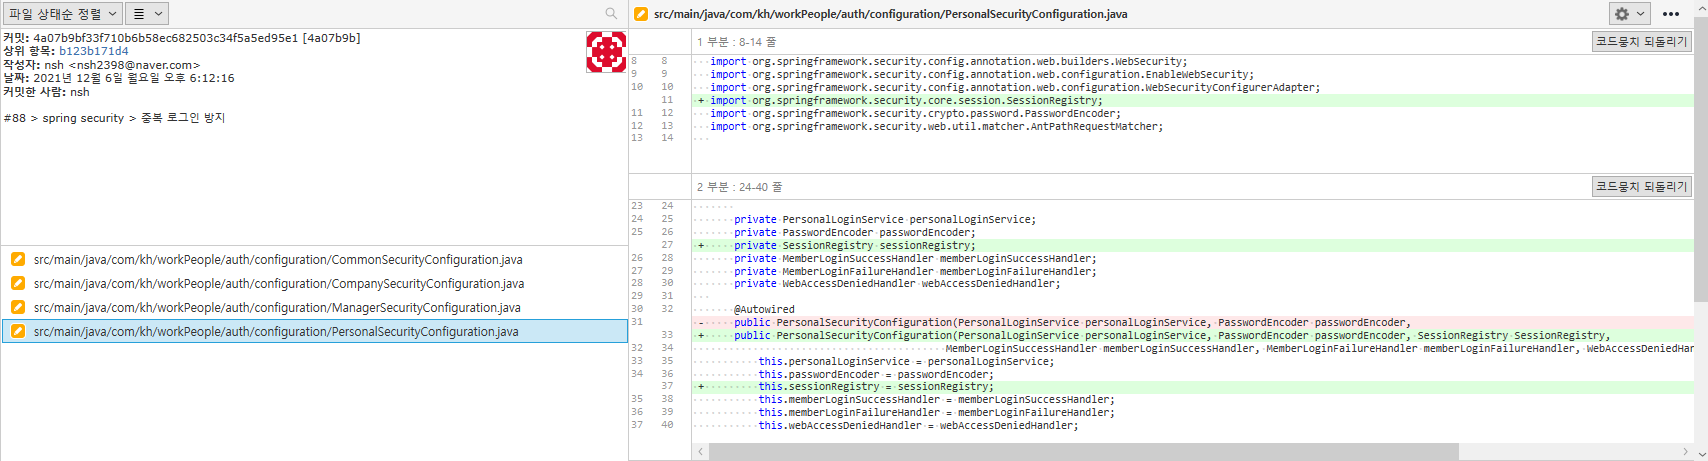 파일 상태순 정렬
커밋: 4a07b9bf33f710b6b58ec682503c34f5a5ed95e1 [4a07b9b]
상위 항목: b123b171d4
작성자: nsh <nsh2398@naver.com>
날짜: 2021년 12월 6일 월요일 오후 6:12:16
커밋한 사람: nsh
#88 > spring security > 중복 로그인 방지
src/main/java/com/kh/workPeople/auth/configuration/CommonSecurityConfiguration.java
src/main/java/com/kh/workPeople/auth/configuration/CompanySecurityConfiguration.java
src/main/java/com/kh/workPeople/auth/configuration/ManagerSecurityConfiguration.java
src/main/java/com/kh/workPeople/auth/configuration/PersonalSecurityConfiguration.java
src/main/java/com/kh/workPeople/auth/configuration/PersonalSecurityConfiguration.java
1 부분 : 8-14 줄 코드뭉치 되돌리기
8 8 import org.springframework.security.config.annotation.web.builders.WebSecurity;
9 9 import org.springframework.security.config.annotation.web.configuration.EnableWebSecurity;
10 10 import org.springframework.security.config.annotation.web.configuration.WebSecurityConfigurerAdapter;
11 + import org.springframework.security.core.session.SessionRegistry;
11 12 import org.springframework.security.crypto.password.PasswordEncoder;
12 13 import org.springframework.security.web.util.matcher.AntPathRequestMatcher;
13 14
2 부분 : 24-40 줄 코드뭉치 되돌리기
23 24
24 25 private PersonalLoginService personalLoginService;
25 26 private PasswordEncoder passwordEncoder;
27 + private SessionRegistry sessionRegistry;
26 28 private MemberLoginSuccessHandler memberLoginSuccessHandler;
27 29 private MemberLoginFailureHandler memberLoginFailureHandler;
28 30 private WebAccessDeniedHandler webAccessDeniedHandler;
29 31
30 32 @Autowired
31 - public PersonalSecurityConfiguration(PersonalLoginService personalLoginService, PasswordEncoder passwordEncoder,
33 + public PersonalSecurityConfiguration(PersonalLoginService personalLoginService, PasswordEncoder passwordEncoder, SessionRegistry SessionRegistry,
32 34 MemberLoginSuccessHandler memberLoginSuccessHandler, MemberLoginFailureHandler memberLoginFailureHandler, WebAccessDeniedHan
33 35 this.personalLoginService = personalLoginService;
34 36 this.passwordEncoder = passwordEncoder;
37 + this.sessionRegistry = sessionRegistry;
35 38 this.memberLoginSuccessHandler = memberLoginSuccessHandler;
36 39 this.memberLoginFailureHandler = memberLoginFailureHandler;
37 40 this.webAccessDeniedHandler = webAccessDeniedHandler;